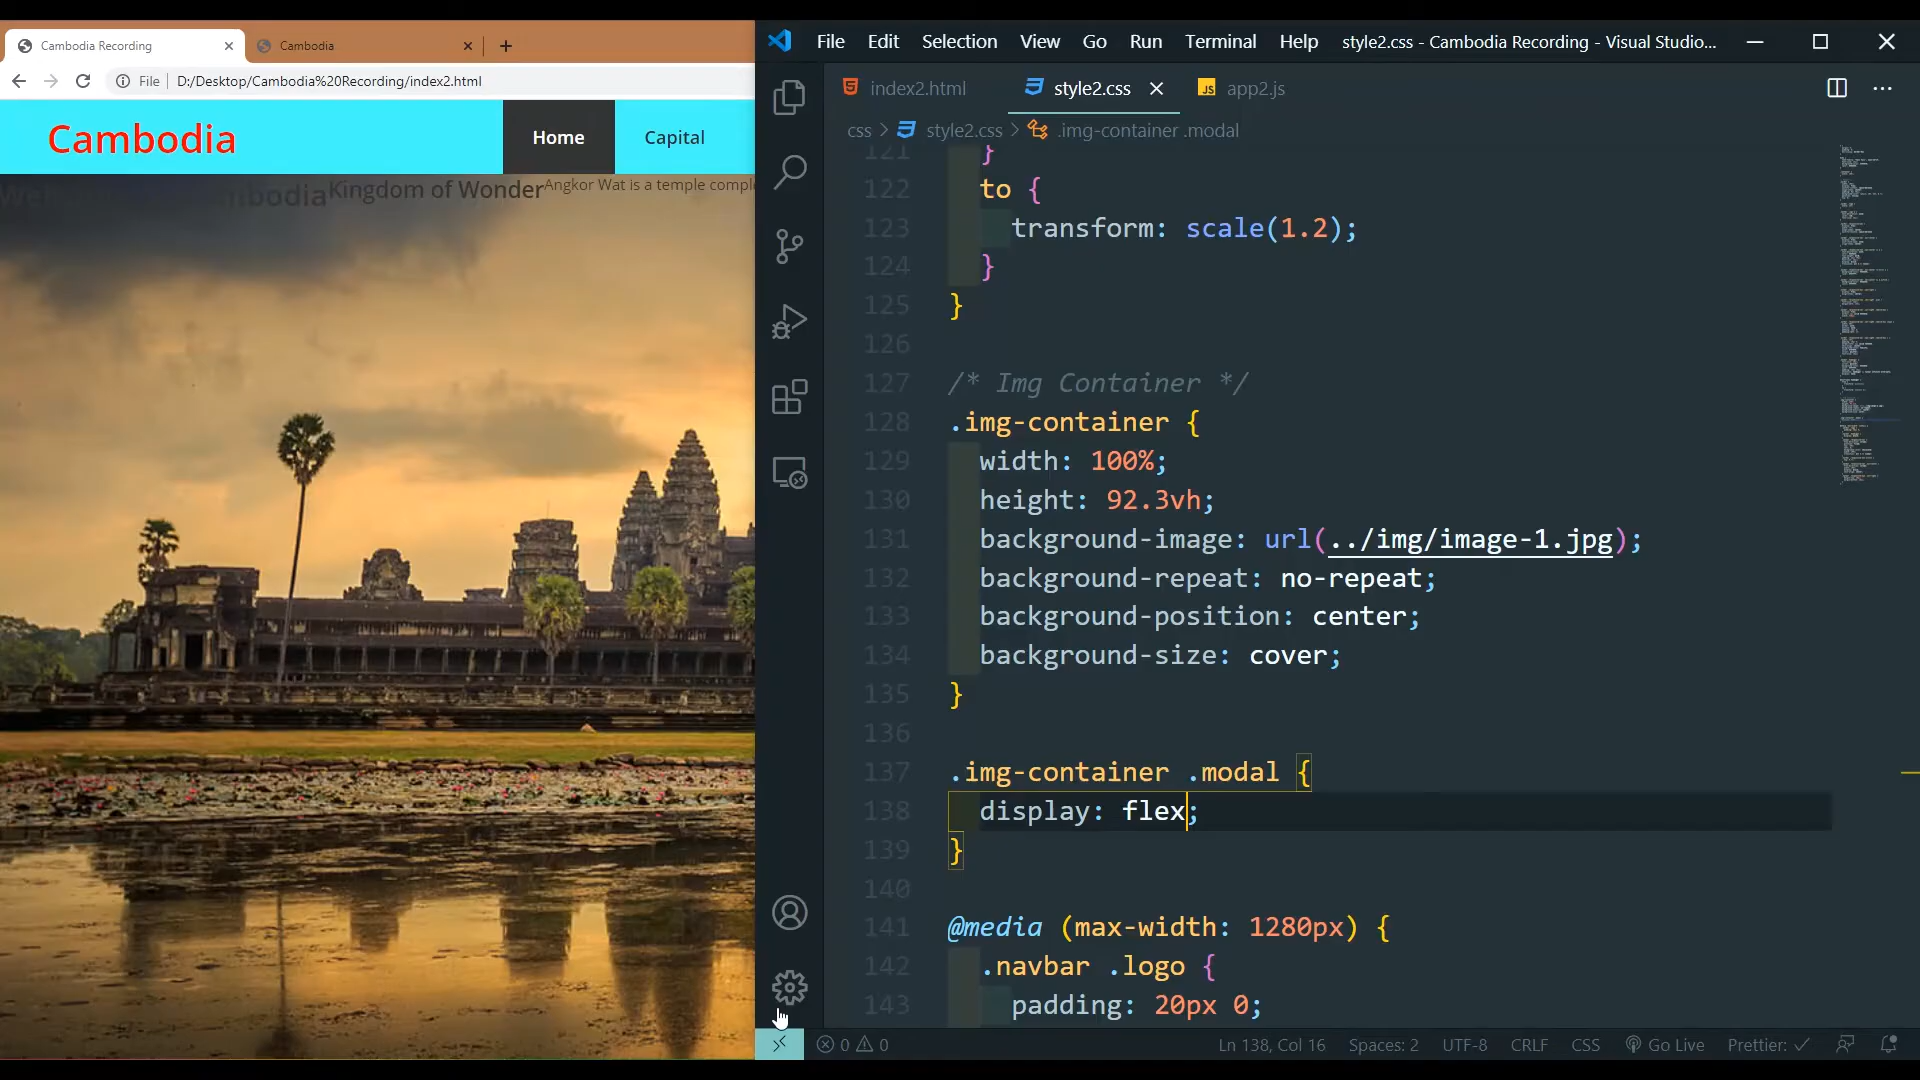 Cambodia Recording
Cambodia
File
D:/Desktop/Cambodia%20Recording/index2.html
Cambodia
Home
Capital
Kingdom of Wonder
Angkor Wat is a temple compl
File Edit Selection View Go Run Terminal Help
style2.css - Cambodia Recording - Visual Studio...
index2.html
style2.css
JS app2.js
css > style2.css > .img-container .modal
121 }
122 to {
123 transform: scale(1.2);
124 }
125 }
126
127 /* Img Container */
128 .img-container {
129 width: 100%;
130 height: 92.3vh;
131 background-image: url(../img/image-1.jpg);
132 background-repeat: no-repeat;
133 background-position: center;
134 background-size: cover;
135 }
136
137 .img-container .modal {
138 display: flex;
139 }
140
141 @media (max-width: 1280px) {
142 .navbar .logo {
143 padding: 20px 0;
0 0
Ln 138, Col 16
Spaces: 2
UTF-8
CRLF
CSS
Go Live
Prettier: ✓